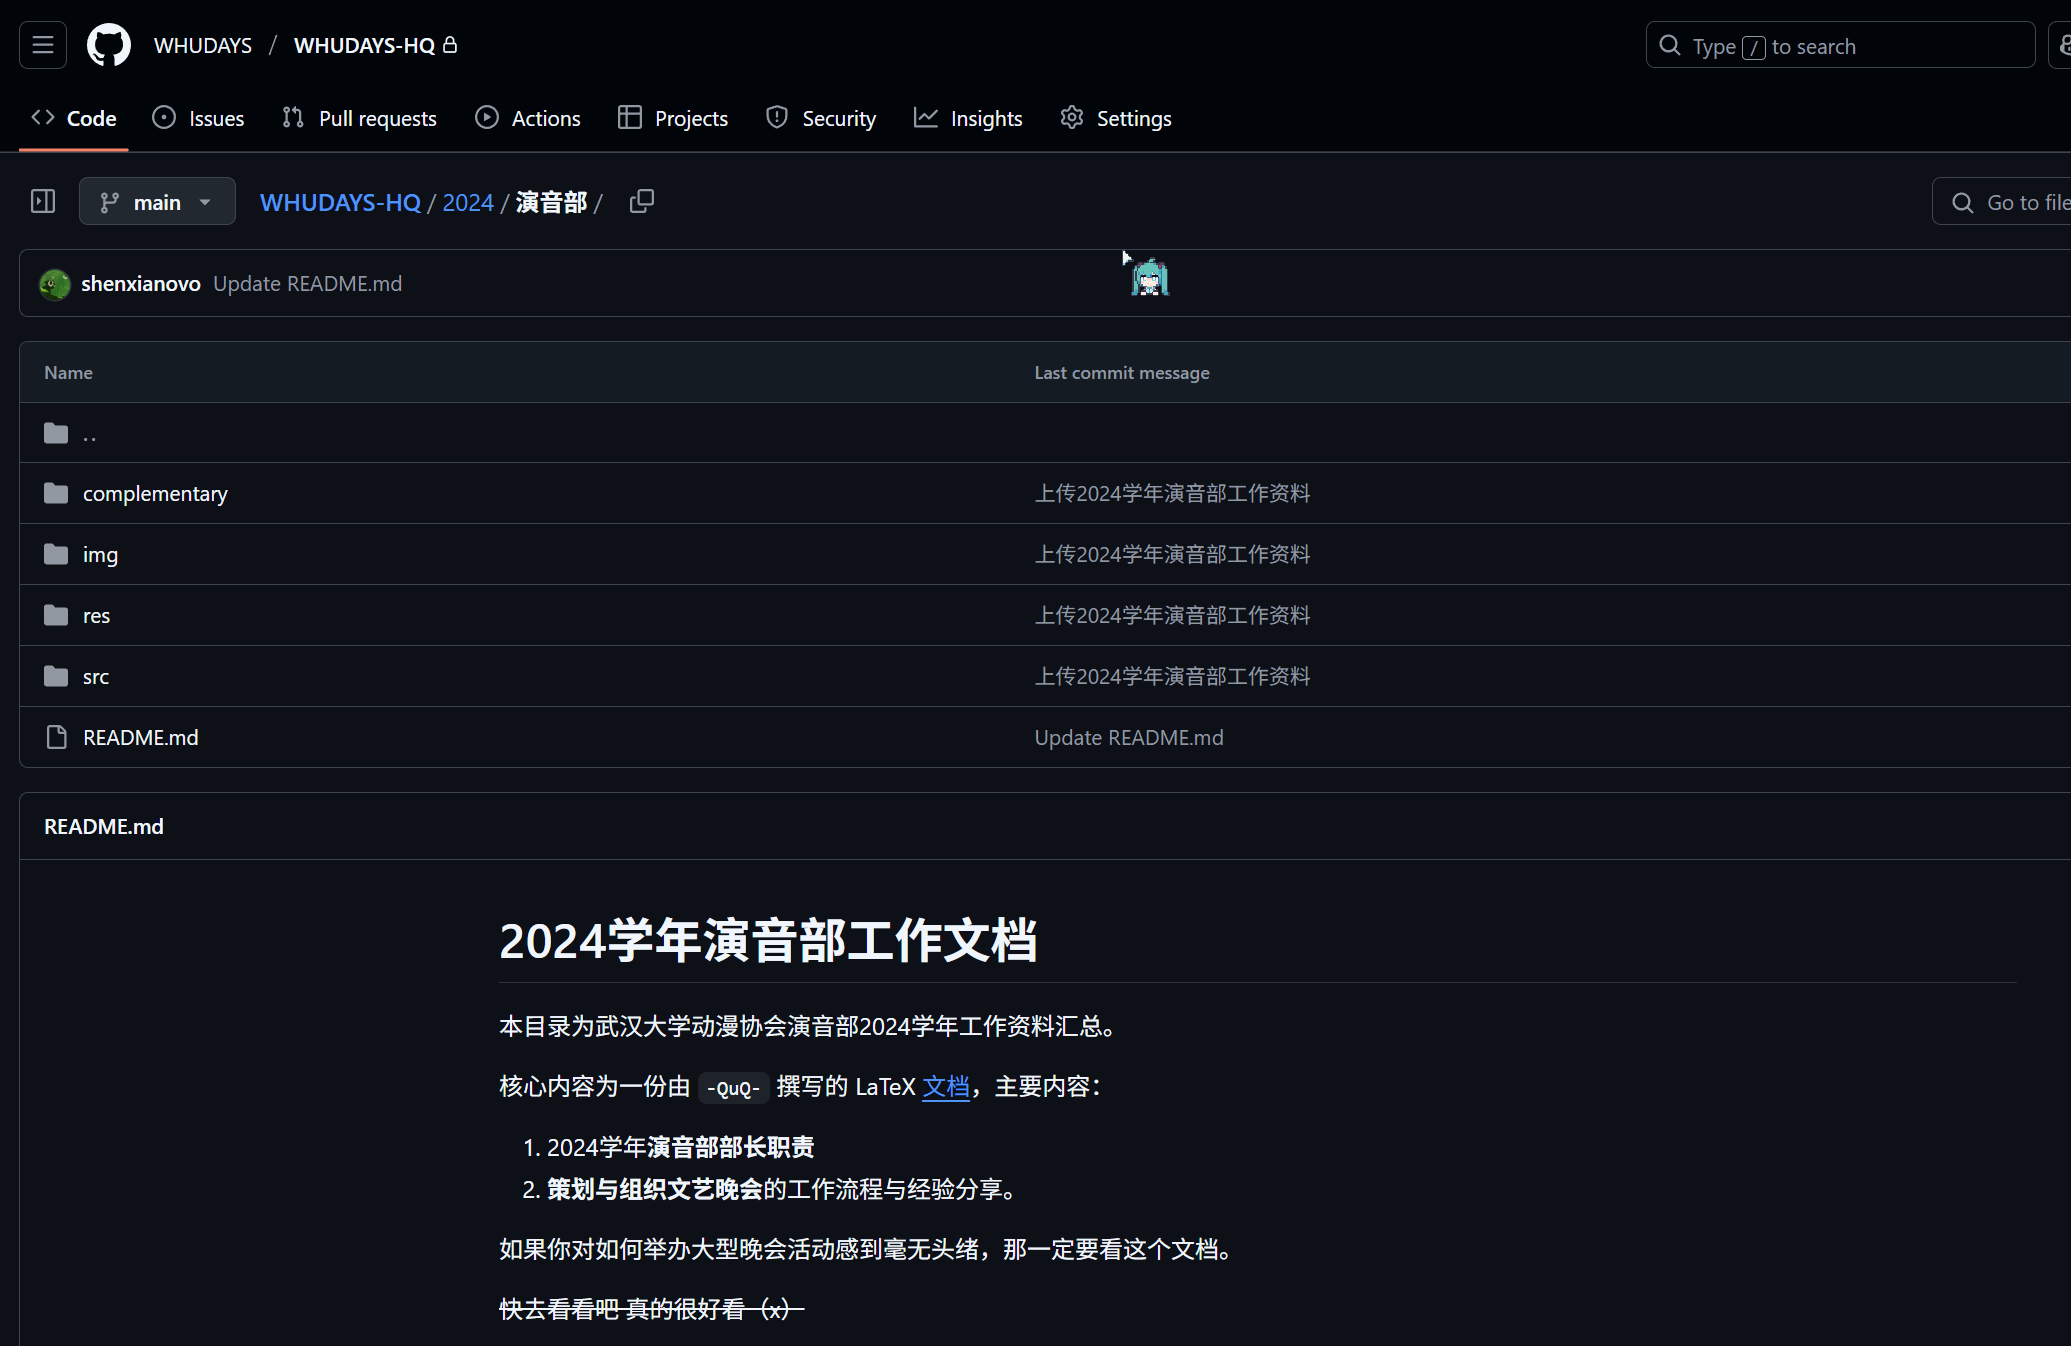 WHUDAYS / WHUDAYS-HQ
Type / to search
Code Issues Pull requests Actions Projects Security Insights Settings
main WHUDAYS-HQ / 2024 / 演音部 /
Go to file
shenxianovo Update README.md
Name Last commit message
..
complementary 上传2024学年演音部工作资料
img 上传2024学年演音部工作资料
res 上传2024学年演音部工作资料
src 上传2024学年演音部工作资料
README.md Update README.md
README.md
2024学年演音部工作文档
本目录为武汉大学动漫协会演音部2024学年工作资料汇总。
核心内容为一份由 -QuQ- 撰写的 LaTeX 文档，主要内容：
1. 2024学年演音部部长职责
2. 策划与组织文艺晚会的工作流程与经验分享。
如果你对如何举办大型晚会活动感到毫无头绪，那一定要看这个文档。
快去看看吧 真的很好看（x）